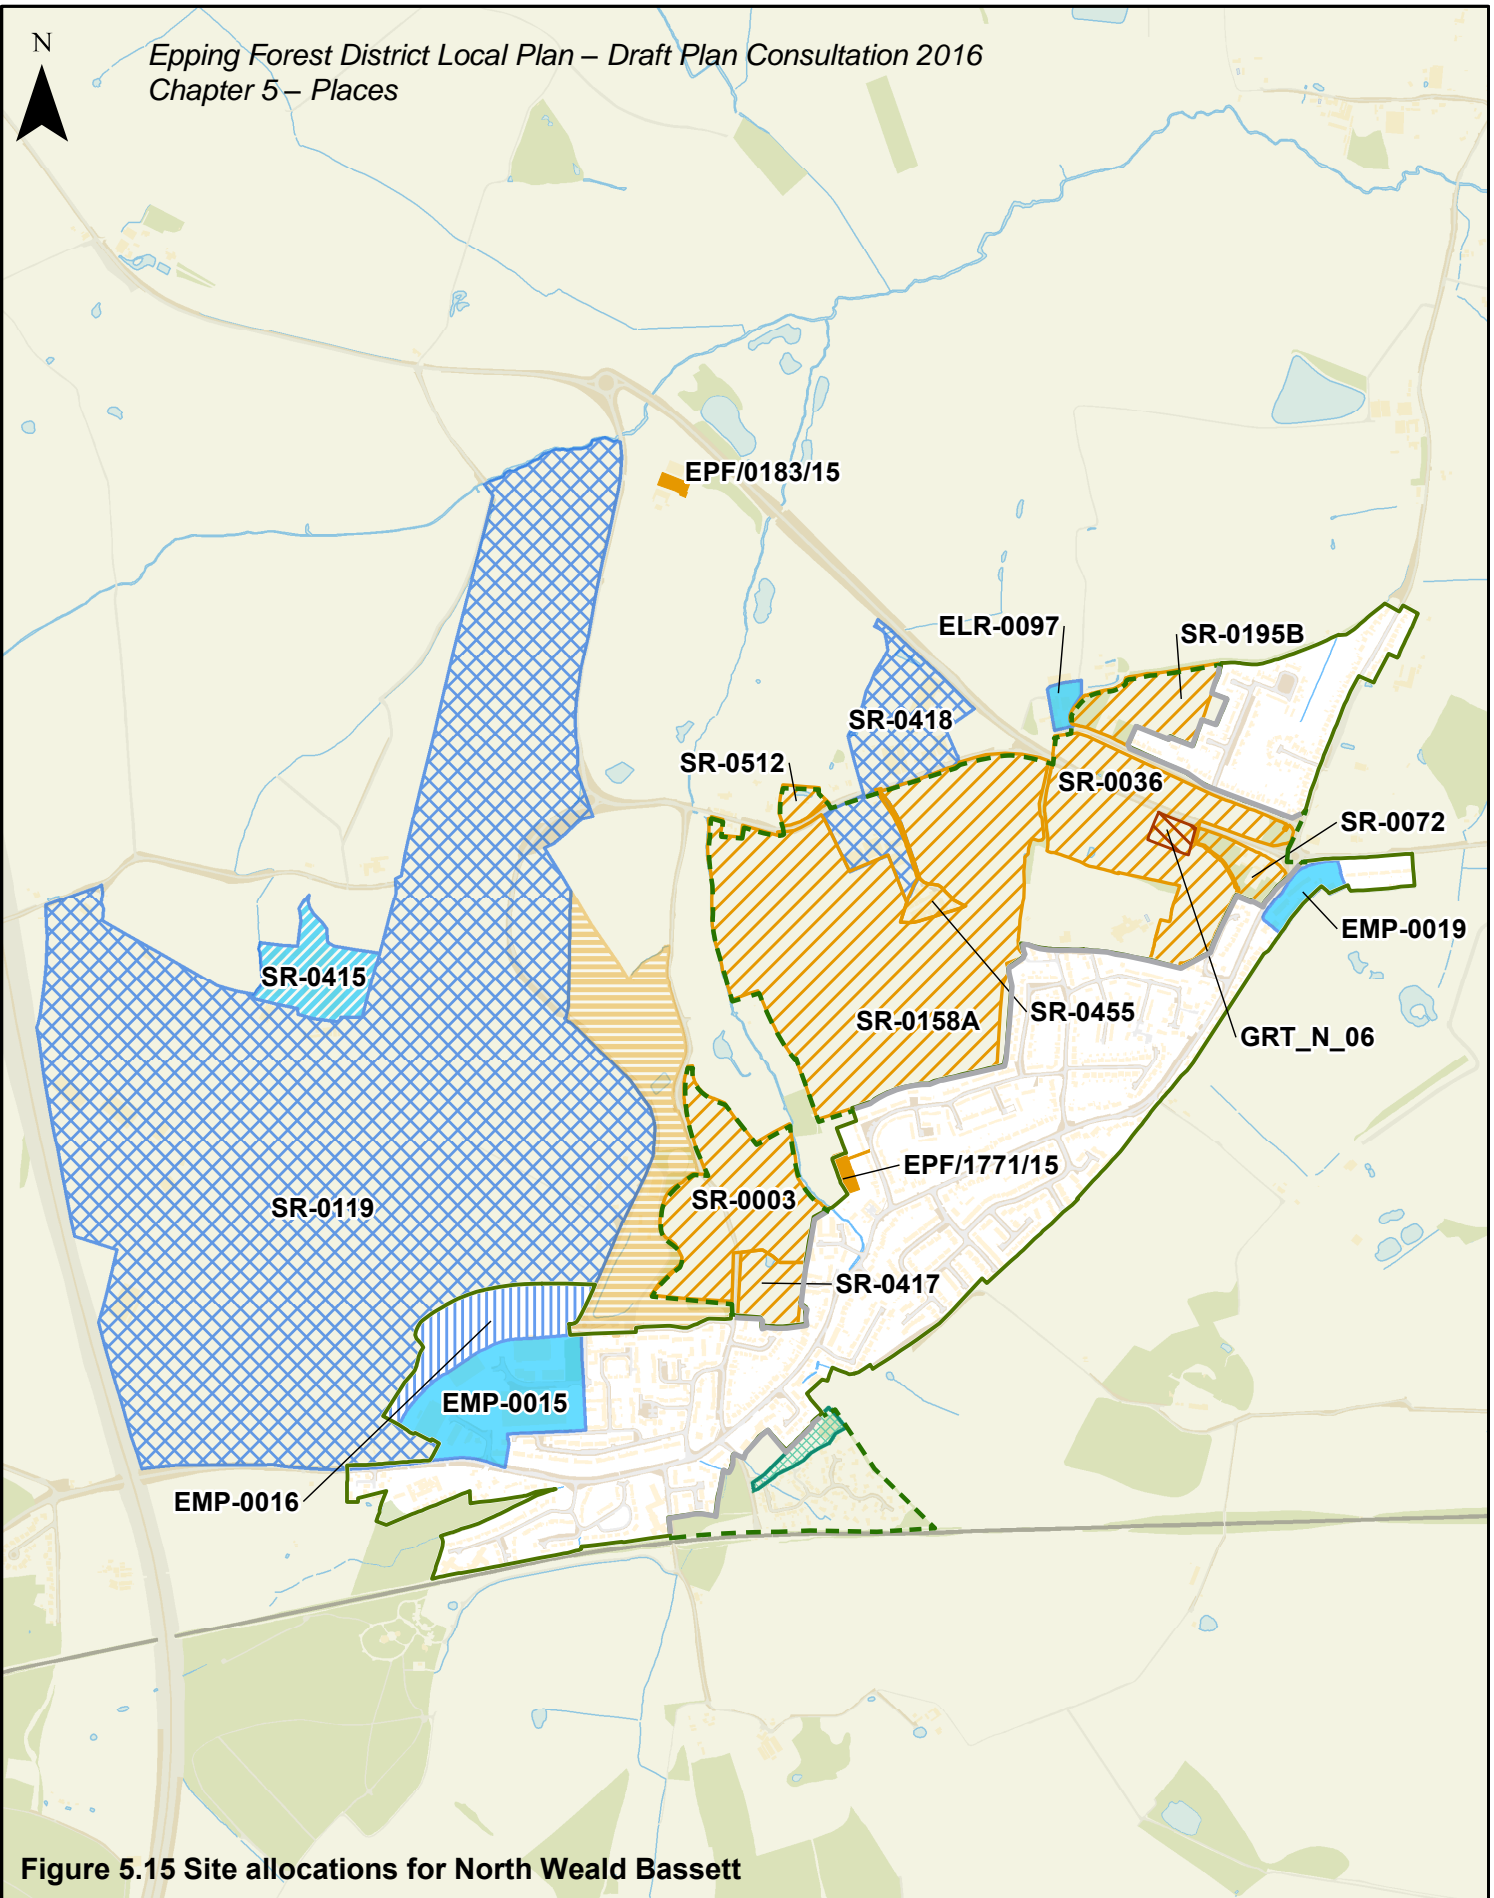 N
Epping Forest District Local Plan – Draft Plan Consultation 2016
Chapter 5 – Places
EPF/0183/15
ELR-0097
SR-0195B
SR-0418
SR-0512
SR-0036
SR-0072
EMP-0019
SR-0415
SR-0158A
SR-0455
GRT_N_06
EPF/1771/15
SR-0119
SR-0003
SR-0417
EMP-0015
EMP-0016
Figure 5.15 Site allocations for North Weald Bassett